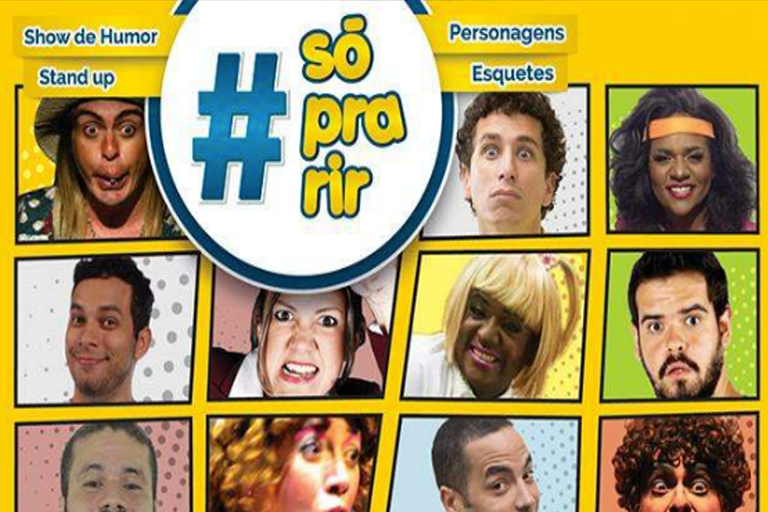 Show de Humor
Stand up
#
só
pra
rir
Personagens
Esquetes